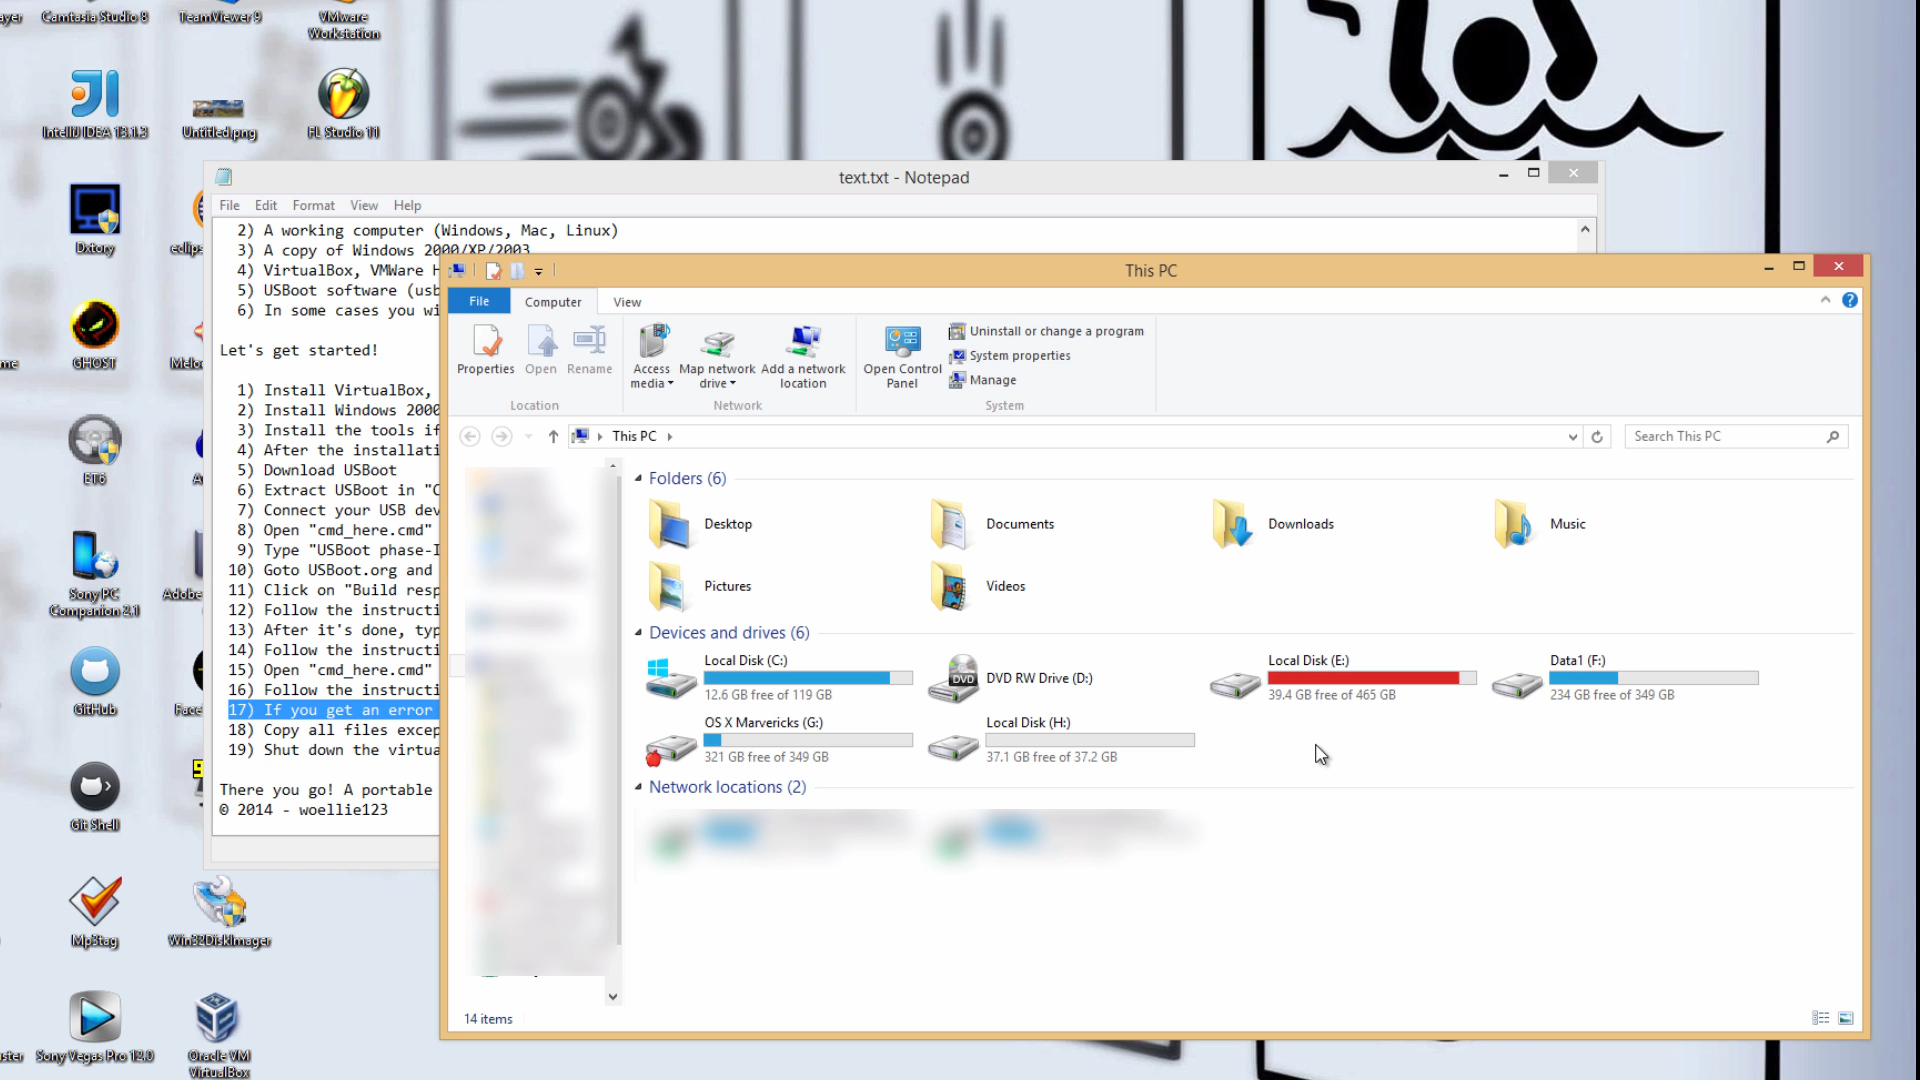 ayer
Camtasia Studio 8
TeamViewer 9
VMware
Workstation
IntelliJ IDEA 13.1.3
Untitled.png
FL Studio 11
Dxtory
eclips
GHOST
Melo
me
ET6
A
Sony PC
Companion 2.1
Adobe
GitHub
Face
Git Shell
Mp3tag
Win32DiskImager
ster
Sony Vegas Pro 12.0
Oracle VM
VirtualBox
text.txt - Notepad
File Edit Format View Help
2) A working computer (Windows, Mac, Linux)
3) A copy of Windows 2000/XP/2003
4) VirtualBox, VMWare H
5) USBoot software (usb
6) In some cases you wi
Let's get started!
1) Install VirtualBox,
2) Install Windows 2000
3) Install the tools if
4) After the installati
5) Download USBoot
6) Extract USBoot in "C
7) Connect your USB dev
8) Open "cmd_here.cmd"
9) Type "USBoot phase-I
10) Goto USBoot.org and
11) Click on "Build resp
12) Follow the instructi
13) After it's done, typ
14) Follow the instructi
15) Open "cmd_here.cmd"
16) Follow the instructi
17) If you get an error
18) Copy all files excep
19) Shut down the virtua
There you go! A portable
© 2014 - woellie123
This PC
File Computer View
Properties
Open
Rename
Location
Access
media
Map network
drive
Add a network
location
Network
Open Control
Panel
Uninstall or change a program
System properties
Manage
System
This PC
Search This PC
Folders (6)
Desktop
Documents
Downloads
Music
Pictures
Videos
Devices and drives (6)
Local Disk (C:)
12.6 GB free of 119 GB
DVD RW Drive (D:)
Local Disk (E:)
39.4 GB free of 465 GB
Data1 (F:)
234 GB free of 349 GB
OS X Marvericks (G:)
321 GB free of 349 GB
Local Disk (H:)
37.1 GB free of 37.2 GB
Network locations (2)
14 items